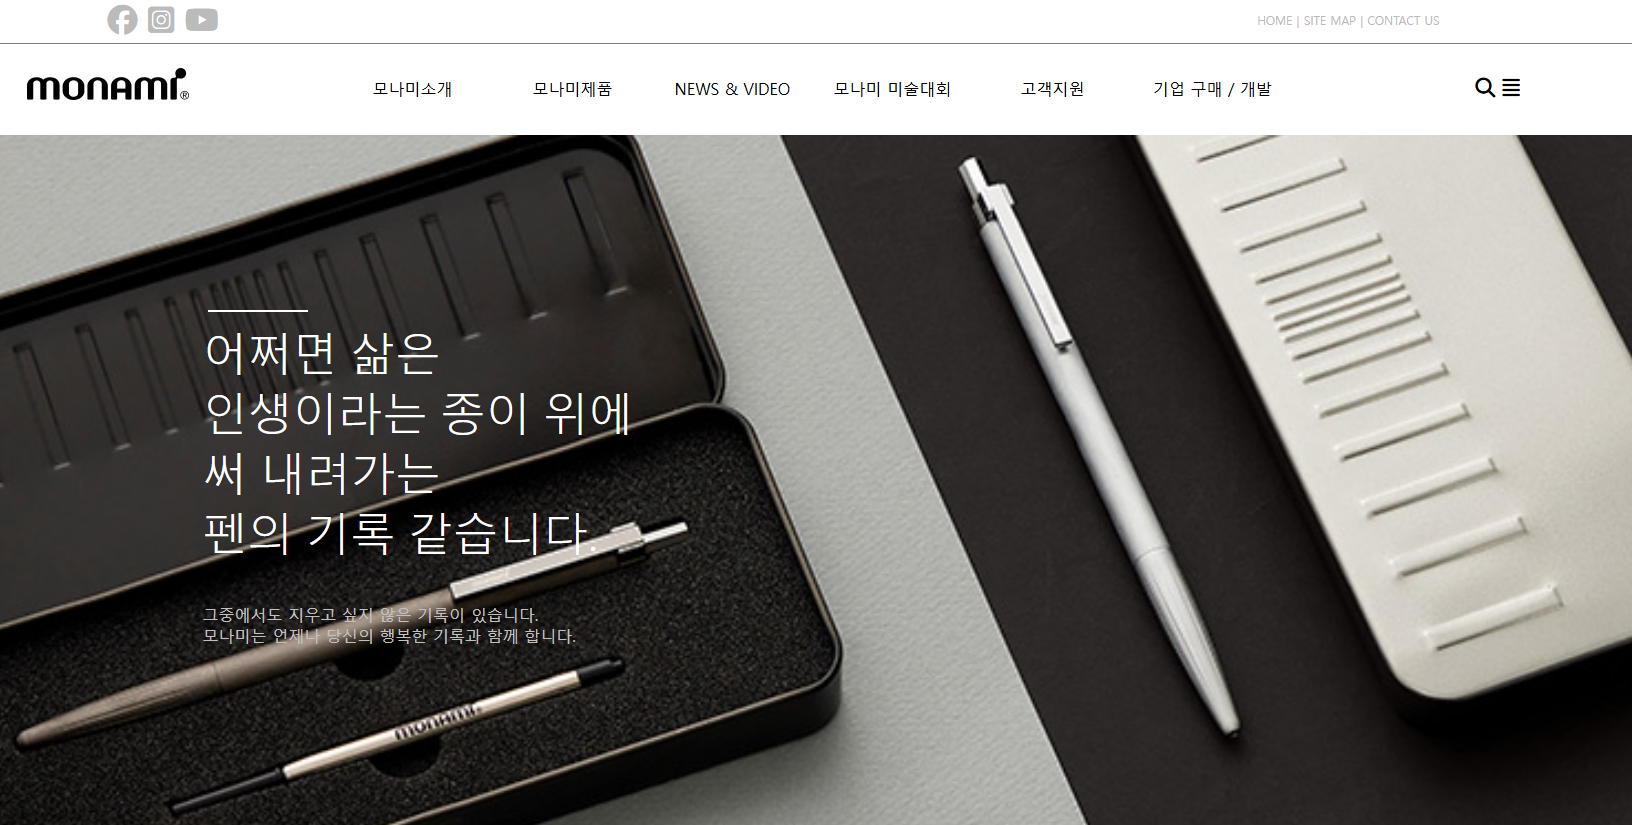 HOME | SITE MAP | CONTACT US
monami®
모나미소개
모나미제품
NEWS & VIDEO
모나미 미술대회
고객지원
기업 구매 / 개발
어쩌면 삶은
인생이라는 종이 위에
써 내려가는
펜의 기록 같습니다.
그중에서도 지우고 싶지 않은 기록이 있습니다.
모나미는 언제나 당신의 행복한 기록과 함께 합니다.
monami®